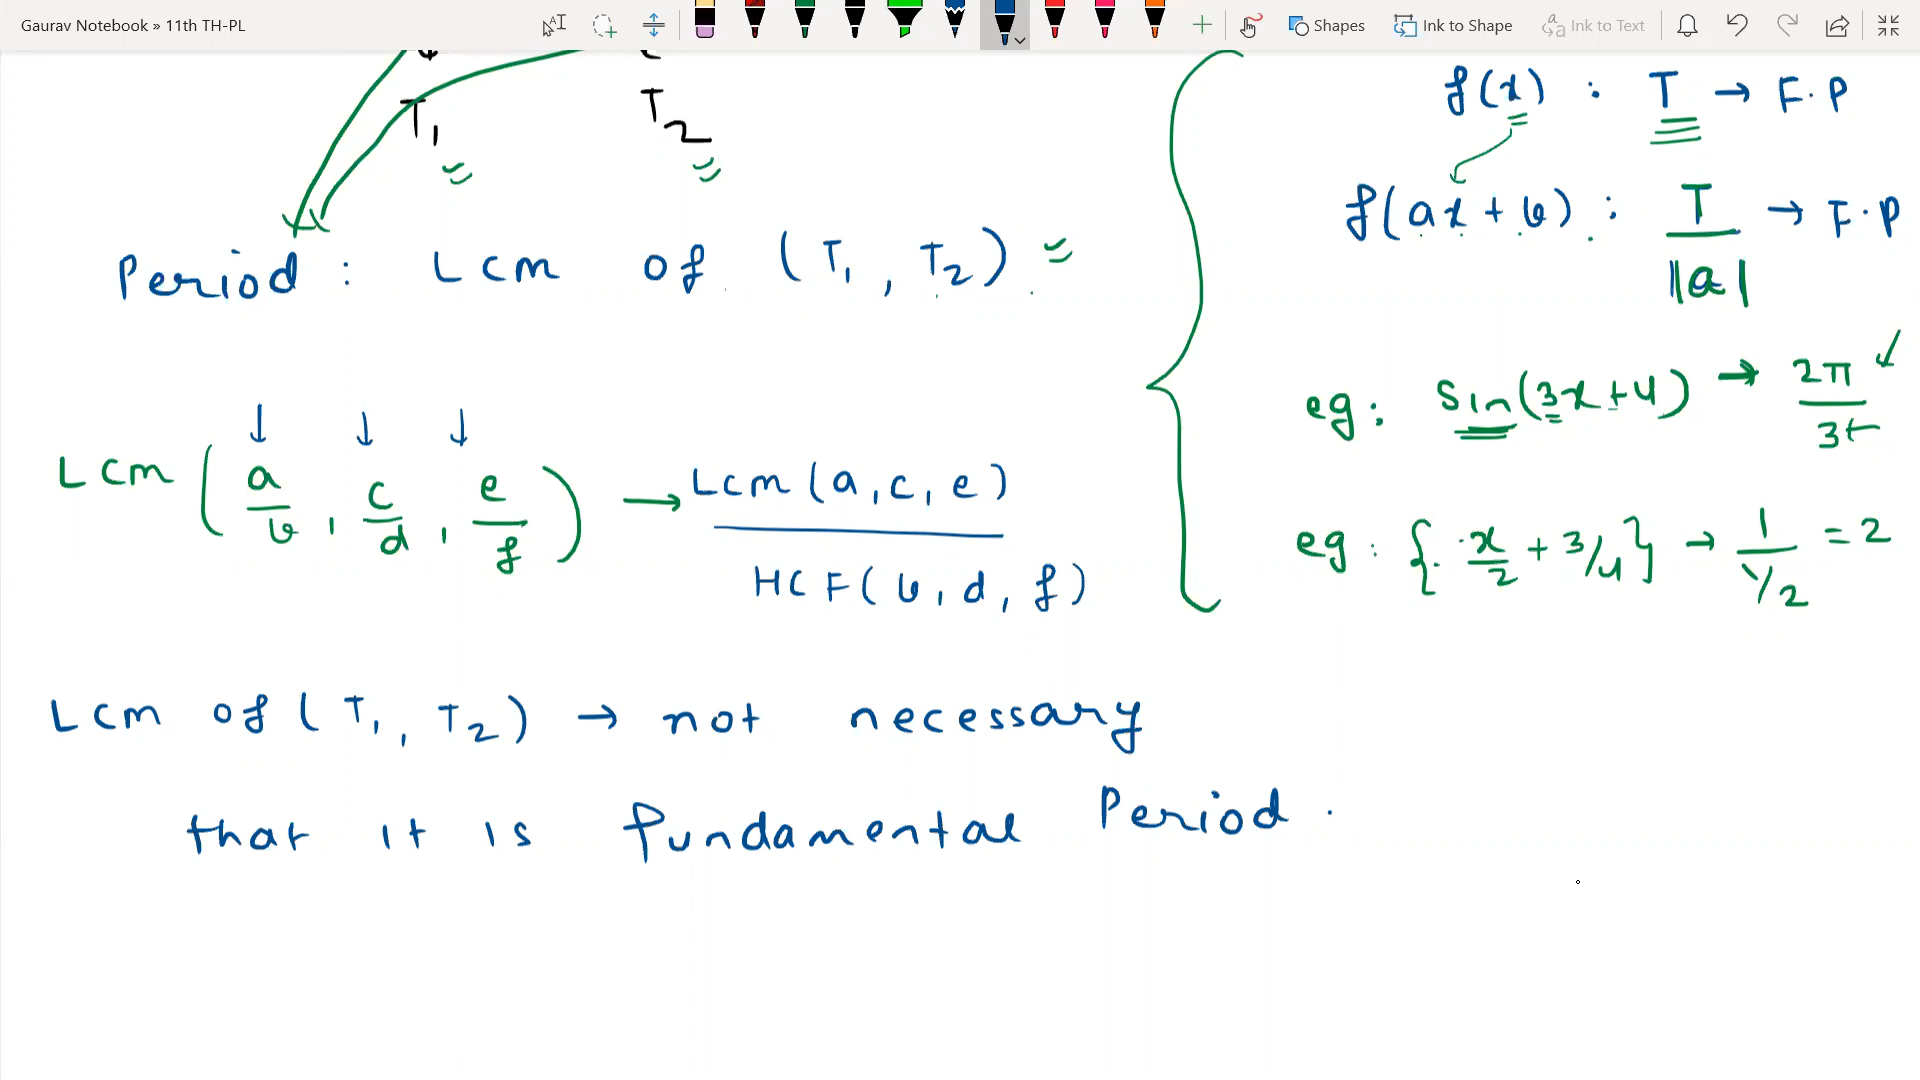 Gaurav Notebook » 11th TH-PL
Shapes
Ink to Shape
Ink to Text
T₁ T₂
Period : Lcm of (T₁, T₂)
Lcm (a/b, c/d, e/f) → Lcm(a,c,e) / HCF(b,d,f)
Lcm of (T₁, T₂) → not necessary
that it is fundamental Period.
f(x) : T → F.P
f(ax+b) : T/|a| → F.P
eg: Sin(3x+4) → 2π/3
eg: {x/2 + 3/4} → 1/1/2 = 2